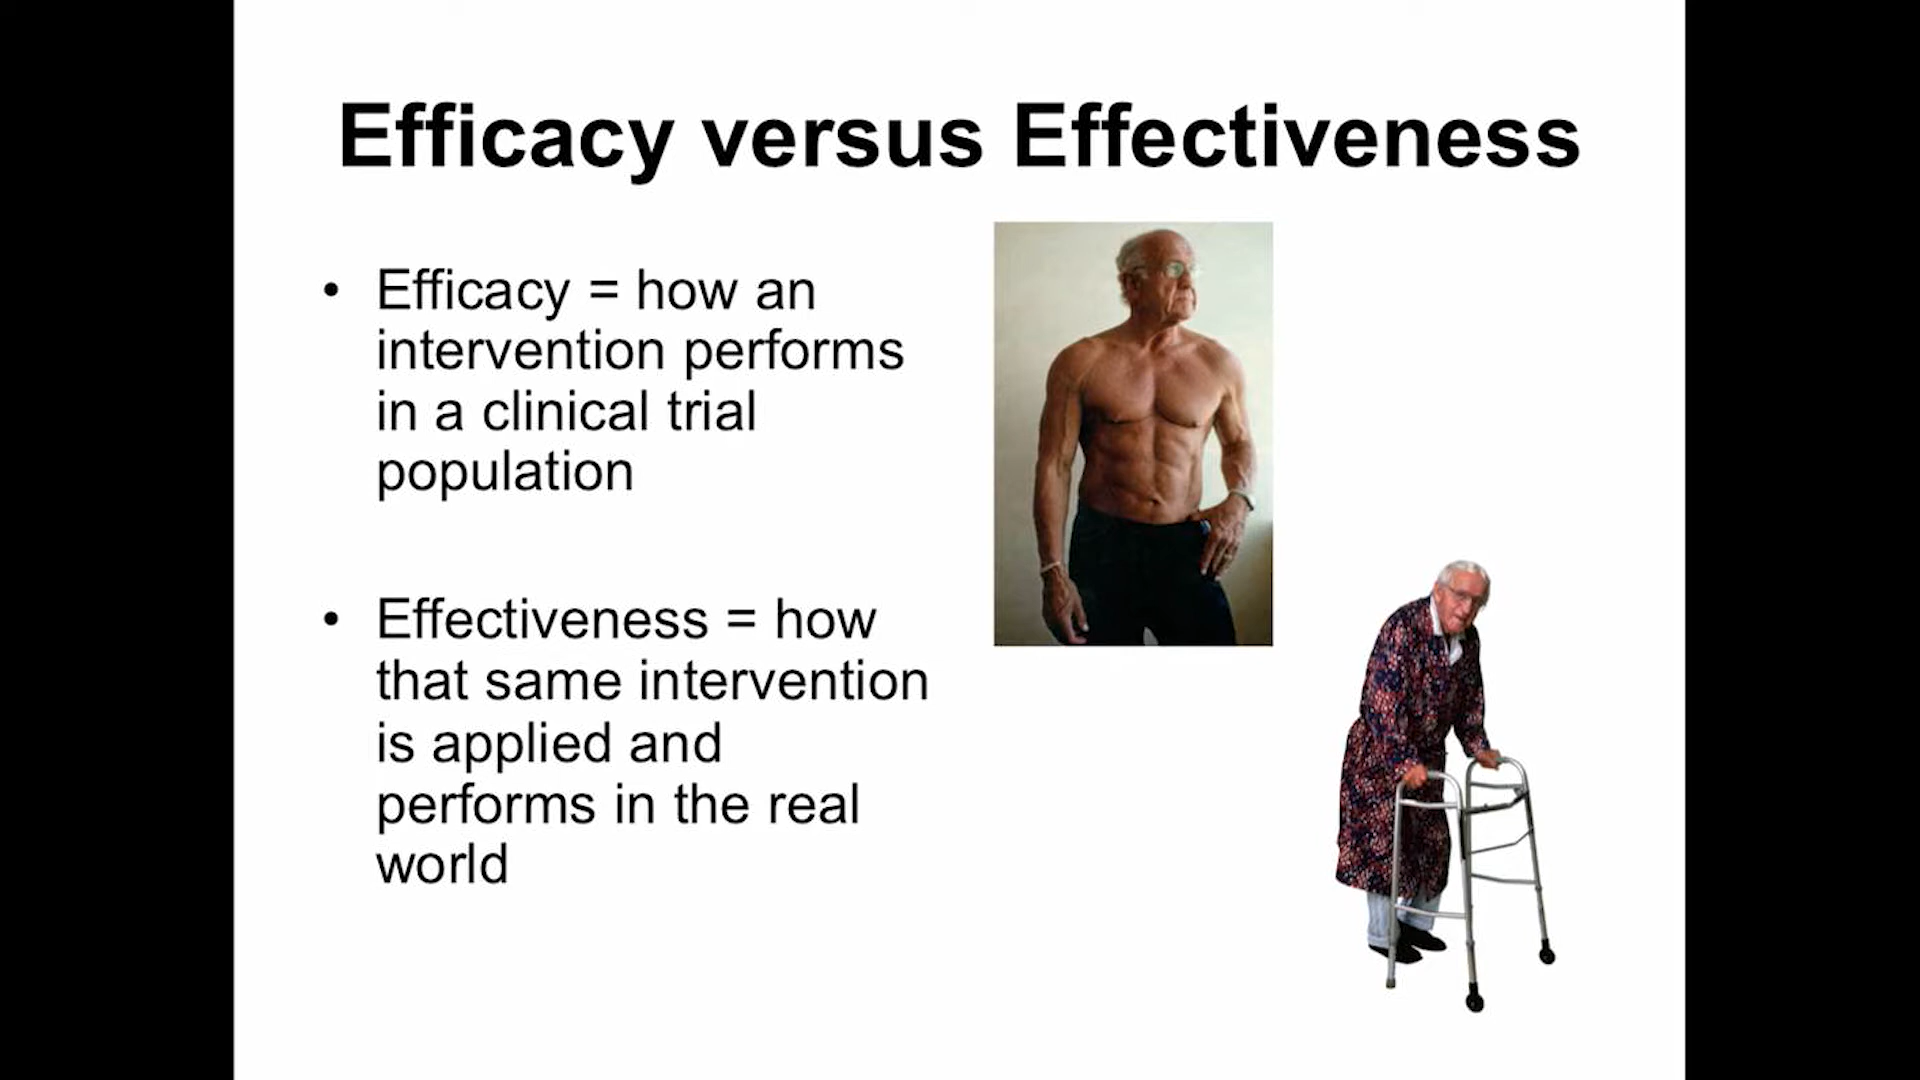 Efficacy versus Effectiveness
• Efficacy = how an
intervention performs
in a clinical trial
population
• Effectiveness = how
that same intervention
is applied and
performs in the real
world